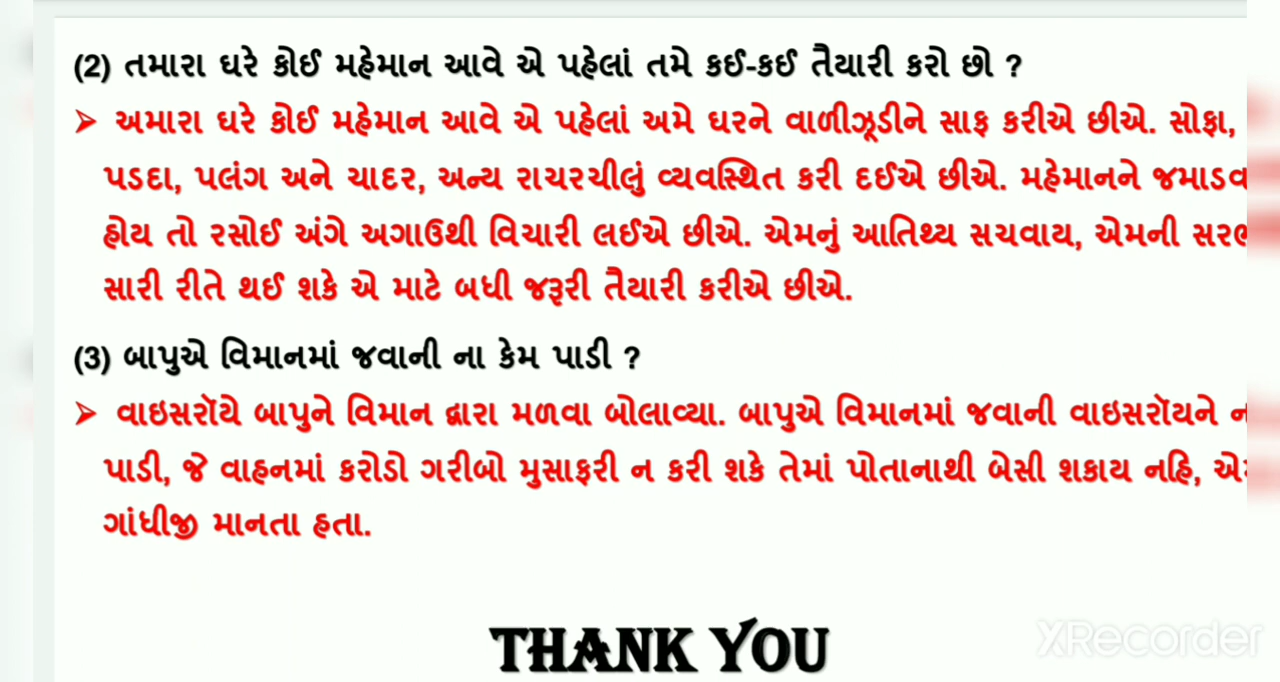 (2) તમારા ઘરે કોઈ મહેમાન આવે એ પહેલાં તમે કઈ-કઈ તૈયારી કરો છો ?
➢ અમારા ઘરે કોઈ મહેમાન આવે એ પહેલાં અમે ઘરને વાળીઝૂડીને સાફ કરીએ છીએ. સોફા,
પડદા, પલંગ અને ચાદર, અન્ય રાચરચીલું વ્યવસ્થિત કરી દઈએ છીએ. મહેમાનને
હોય તો રસોઈ અંગે અગાઉથી વિચારી લઈએ છીએ. એમનું આતિથ્ય સચવાય, એમની
સારી રીતે થઈ શકે એ માટે બધી જરૂરી તૈયારી કરીએ છીએ.
(3) બાપુએ વિમાનમાં જવાની ના કેમ પાડી ?
➢ વાઇસરૉયે બાપુને વિમાન દ્વારા મળવા બોલાવ્યા. બાપુએ વિમાનમાં જવાની વાઇસરૉયને
પાડી, જે વાહનમાં કરોડો ગરીબો મુસાફરી ન કરી શકે તેમાં પોતાનાથી બેસી શકાય નહિ,
ગાંધીજી માનતા હતા.
THANK YOU
XRecorder